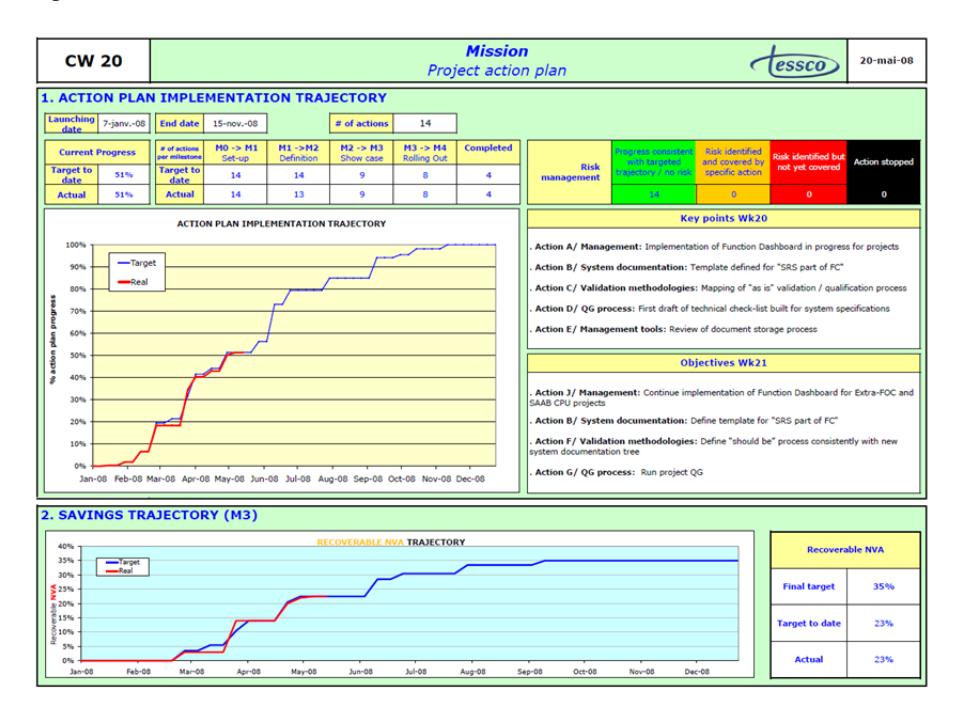 CW 20
Mission
Project action plan
tessco
20-mai-08
1. ACTION PLAN IMPLEMENTATION TRAJECTORY
Launching date 7-janv.-08 End date 15-nov.-08 # of actions 14
Current Progress
Target to date 51%
Actual 51%
# of actions per milestone M0 -> M1 Set-up M1 ->M2 Definition M2 -> M3 Show case M3 -> M4 Rolling Out Completed
Target to date 14 14 9 8 4
Actual 14 13 9 8 4
Risk management
Progress consistent with targeted trajectory / no risk
Risk identified and covered by specific action
Risk identified but not yet covered
Action stopped
14 0 0 0
ACTION PLAN IMPLEMENTATION TRAJECTORY
% action plan progress
100%
90%
80%
70%
60%
50%
40%
30%
20%
10%
0%
Target
Real
Jan-08 Feb-08 Mar-08 Apr-08 May-08 Jun-08 Jul-08 Aug-08 Sep-08 Oct-08 Nov-08 Dec-08
Key points Wk20
. Action A/ Management: Implementation of Function Dashboard in progress for projects
. Action B/ System documentation: Template defined for "SRS part of FC"
. Action C/ Validation methodologies: Mapping of "as is" validation / qualification process
. Action D/ QG process: First draft of technical check-list built for system specifications
. Action E/ Management tools: Review of document storage process
Objectives Wk21
. Action J/ Management: Continue implementation of Function Dashboard for Extra-FOC and
SAAB CPU projects
. Action B/ System documentation: Define template for "SRS part of FC"
. Action F/ Validation methodologies: Define "should be" process consistently with new
system documentation tree
. Action G/ QG process: Run project QG
2. SAVINGS TRAJECTORY (M3)
RECOVERABLE NVA TRAJECTORY
Recoverable NVA
40%
35%
30%
25%
20%
15%
10%
5%
0%
Target
Real
Jan-08 Feb-08 Mar-08 Apr-08 May-08 Jun-08 Jul-08 Aug-08 Sep-08 Oct-08 Nov-08 Dec-08
Recoverable NVA
Final target 35%
Target to date 23%
Actual 23%